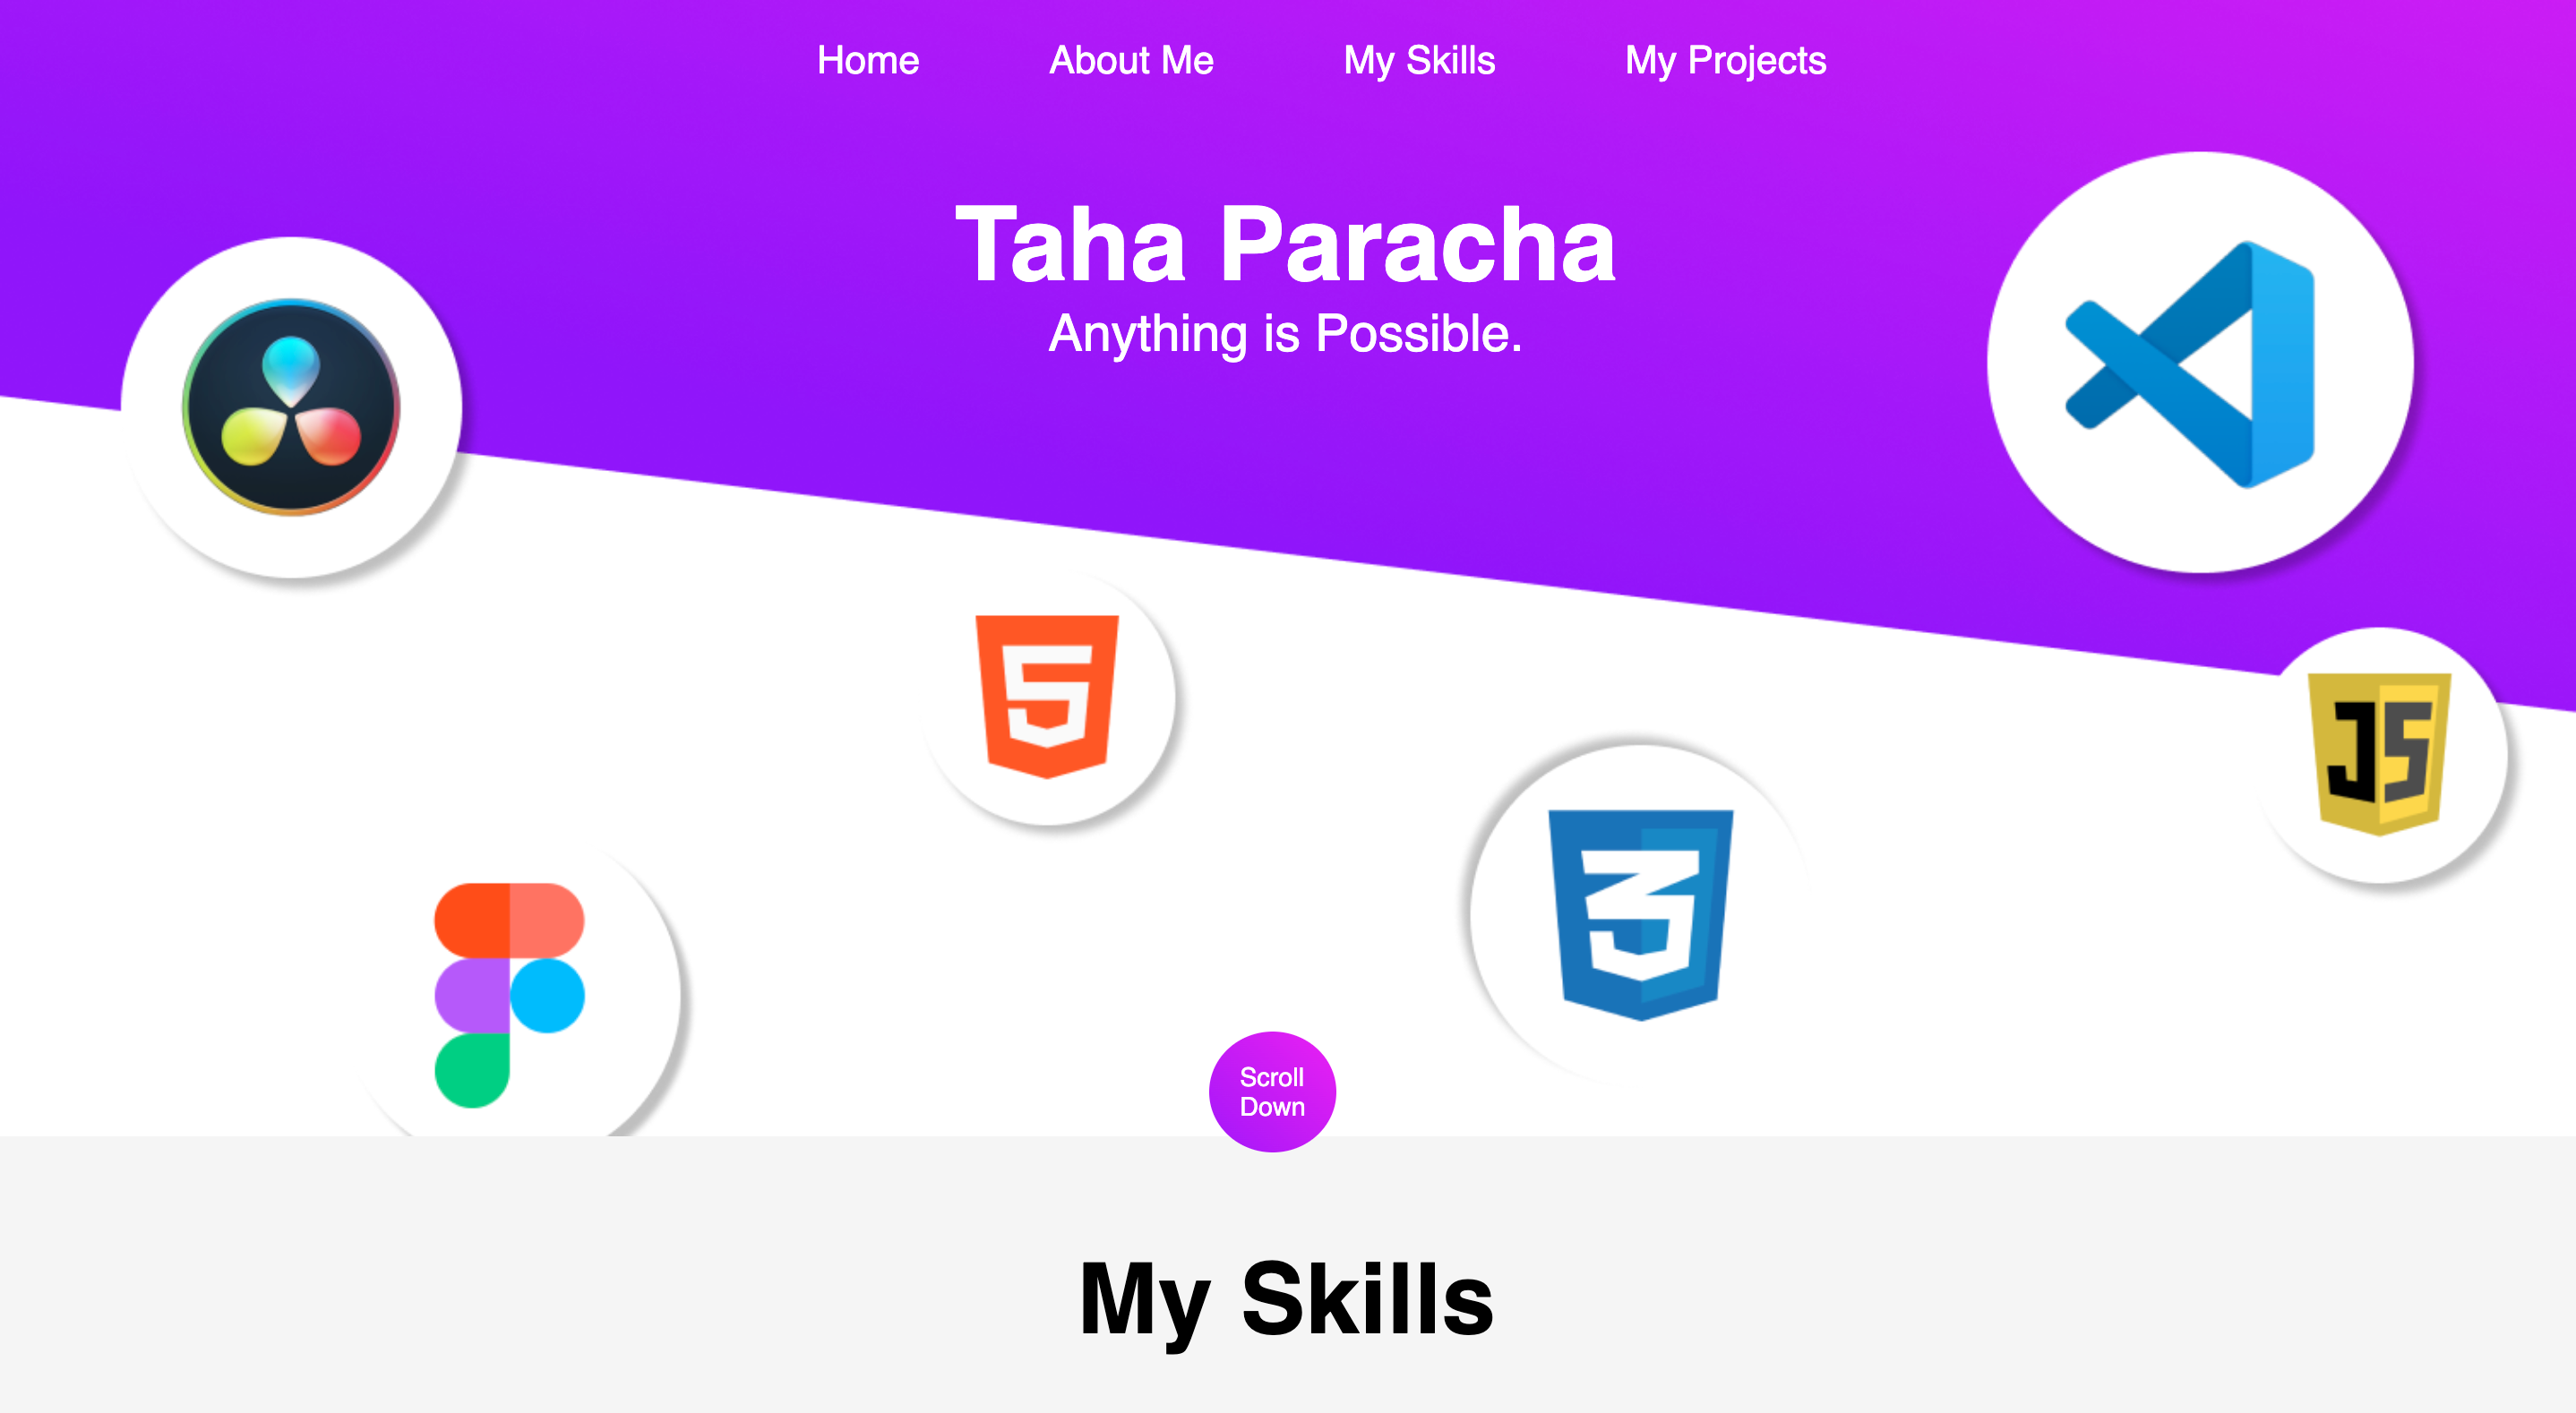 Home About Me My Skills My Projects
Taha Paracha
Anything is Possible.
5
JS
3
Scroll
Down
My Skills